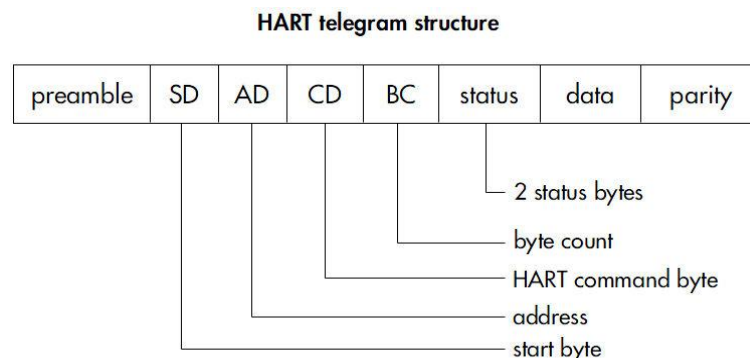 HART telegram structure
preamble SD AD CD BC status data parity
2 status bytes
byte count
HART command byte
address
start byte